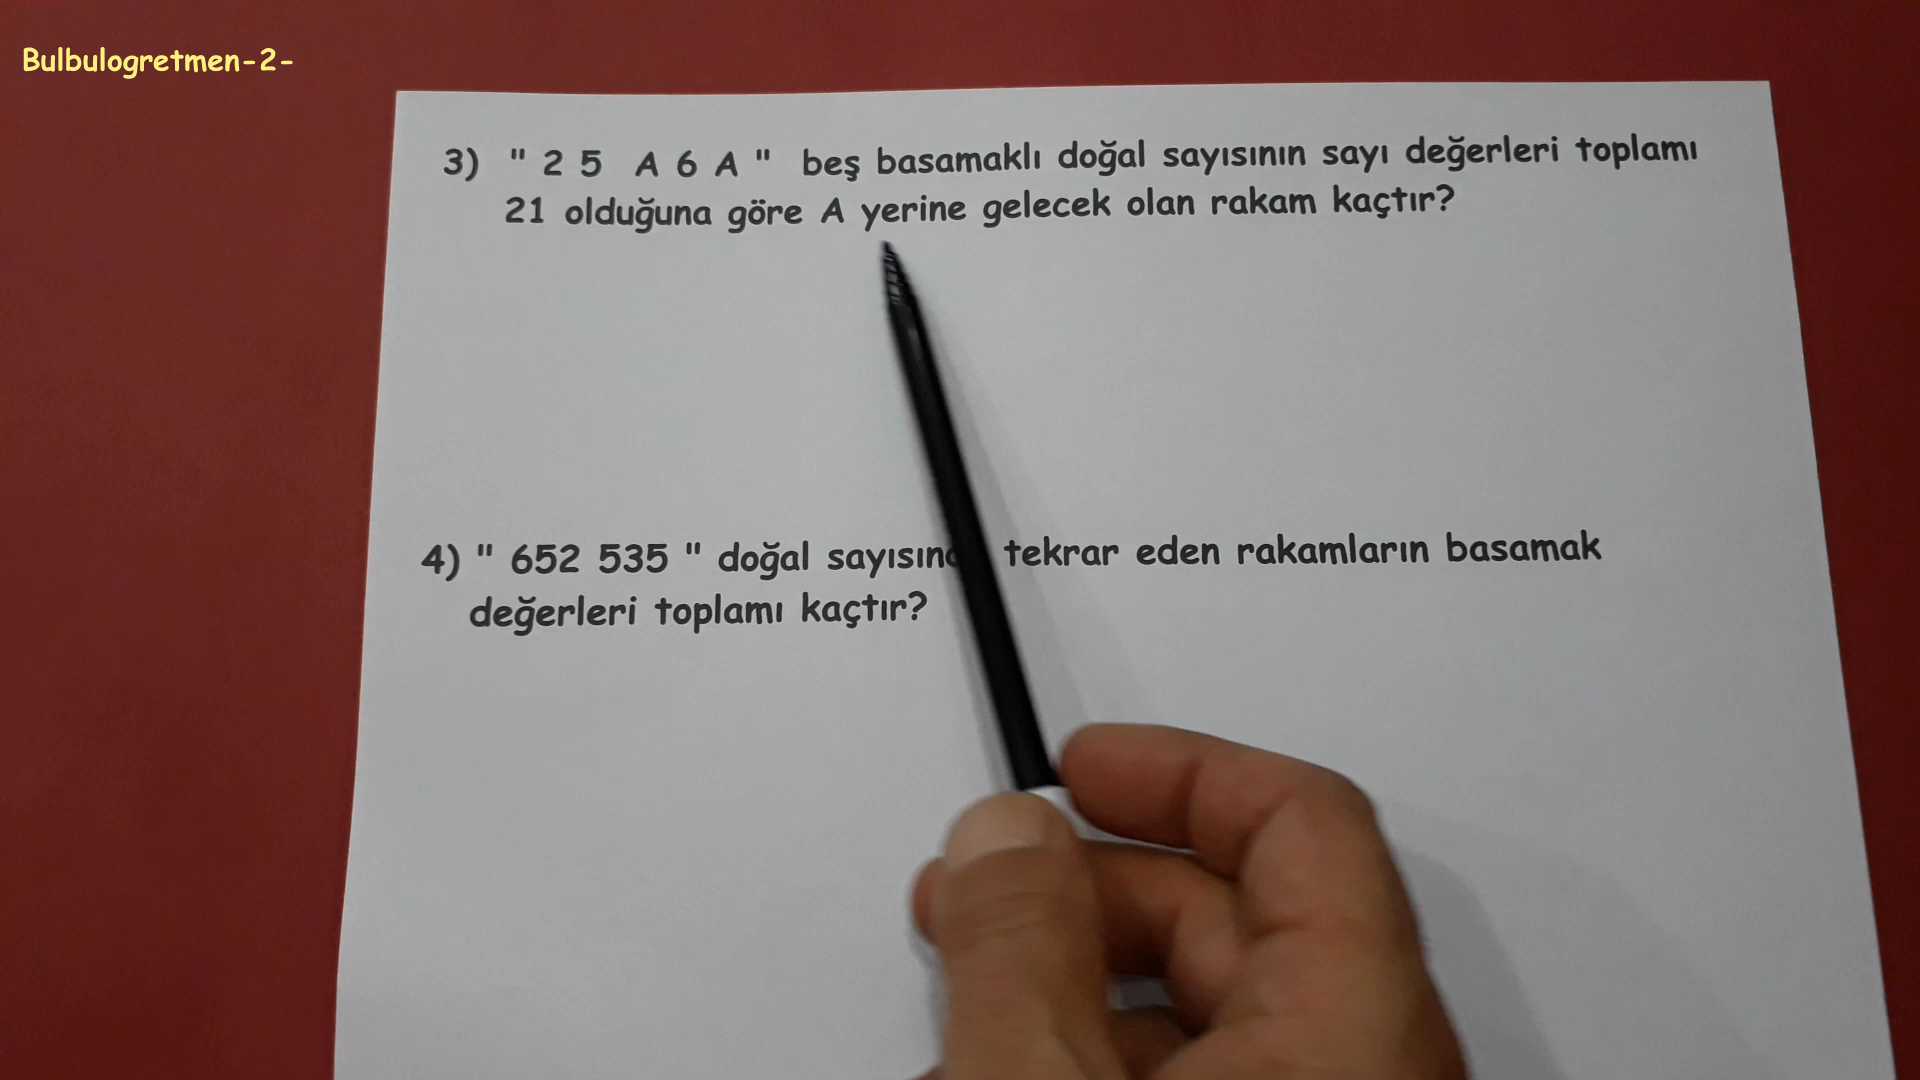 Bulbulogretmen-2-
3) " 2 5 A 6 A " beş basamaklı doğal sayısının sayı değerleri toplamı
21 olduğuna göre A yerine gelecek olan rakam kaçtır?
4) " 652 535 " doğal tekrar eden rakamların basamak
değerleri toplamı kaçtır?